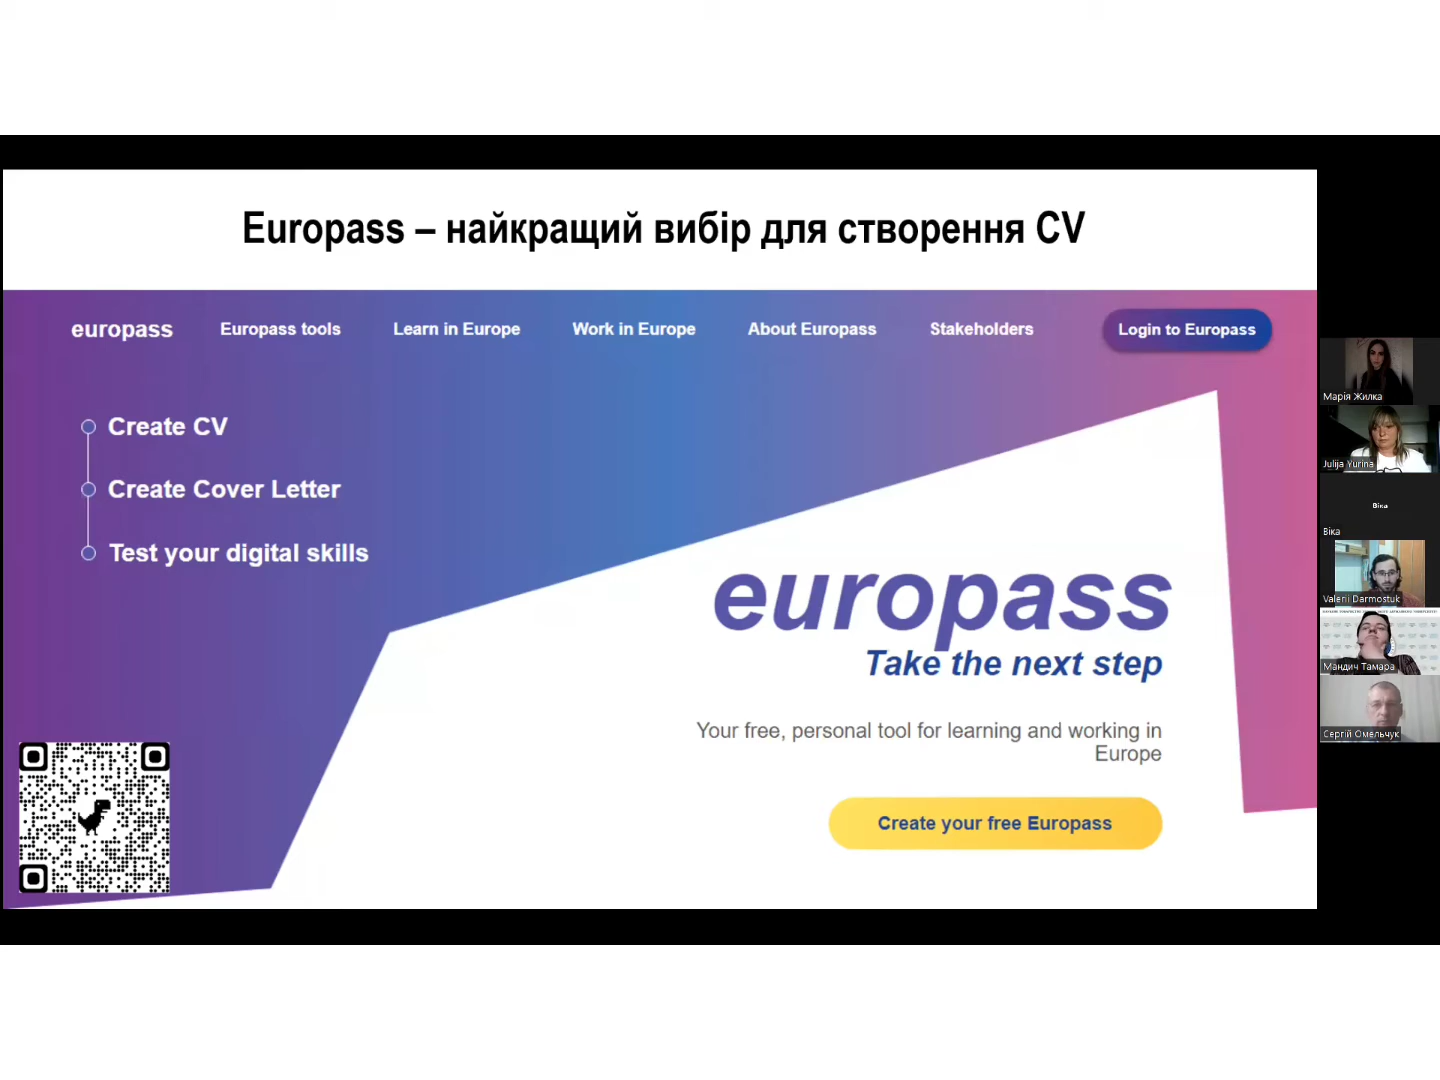 Europass – найкращий вибір для створення CV
europass
Europass tools
Learn in Europe
Work in Europe
About Europass
Stakeholders
Login to Europass
Create CV
Create Cover Letter
Test your digital skills
europass
Take the next step
Your free, personal tool for learning and working in
Europe
Create your free Europass
Марія Жилка
Julija Yurina
Віка
Віка
Valerii Darmostuk
Мандич Тамара
Сергій Омельчук